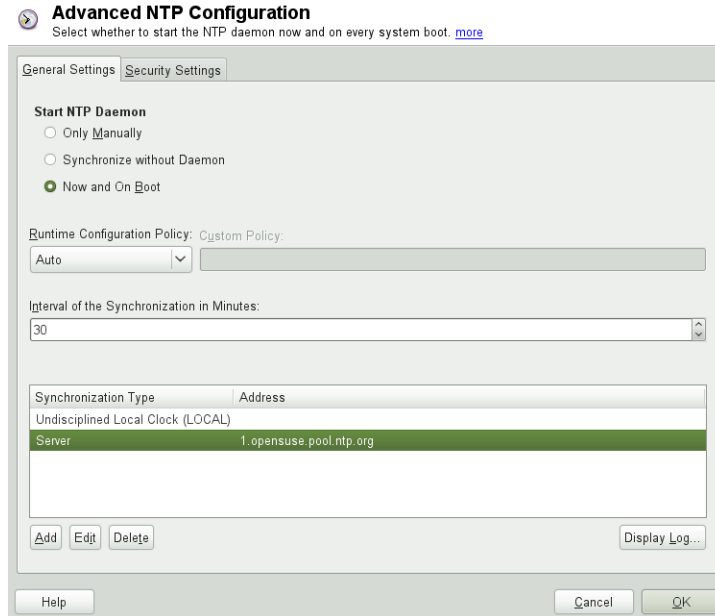 Advanced NTP Configuration
Select whether to start the NTP daemon now and on every system boot. more
General Settings Security Settings
Start NTP Daemon
Only Manually
Synchronize without Daemon
Now and On Boot
Runtime Configuration Policy: Custom Policy:
Auto
Interval of the Synchronization in Minutes:
30
Synchronization Type Address
Undisciplined Local Clock (LOCAL)
Server 1.opensuse.pool.ntp.org
Add Edit Delete Display Log...
Help Cancel OK